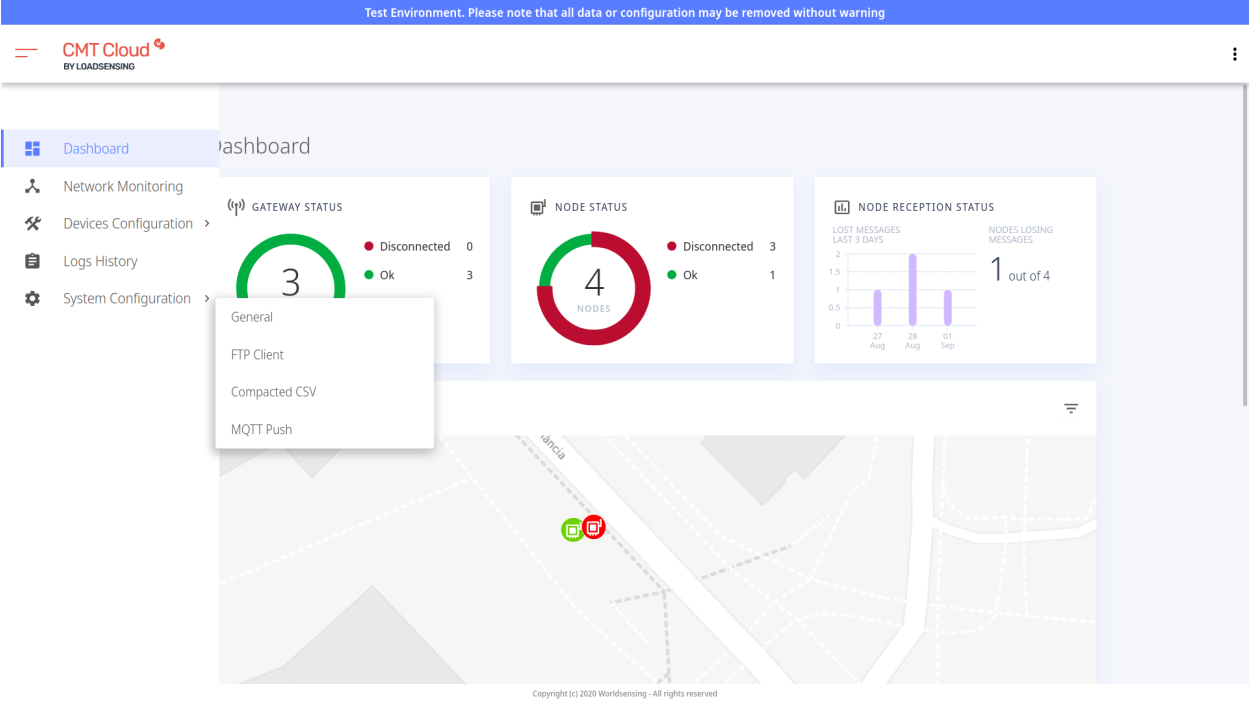 Test Environment. Please note that all data or configuration may be removed without warning
CMT Cloud
BY LOADSENSING
Dashboard
Network Monitoring
Devices Configuration
Logs History
System Configuration
General
FTP Client
Compacted CSV
MQTT Push
Dashboard
GATEWAY STATUS
3
Disconnected 0
Ok 3
NODE STATUS
4
NODES
Disconnected 3
Ok 1
NODE RECEPTION STATUS
LOST MESSAGES
LAST 3 DAYS
2
1.5
1
0.5
0
27 Aug
28 Aug
01 Sep
NODES LOSING
MESSAGES
1 out of 4
Copyright (c) 2020 Worldsensing - All rights reserved